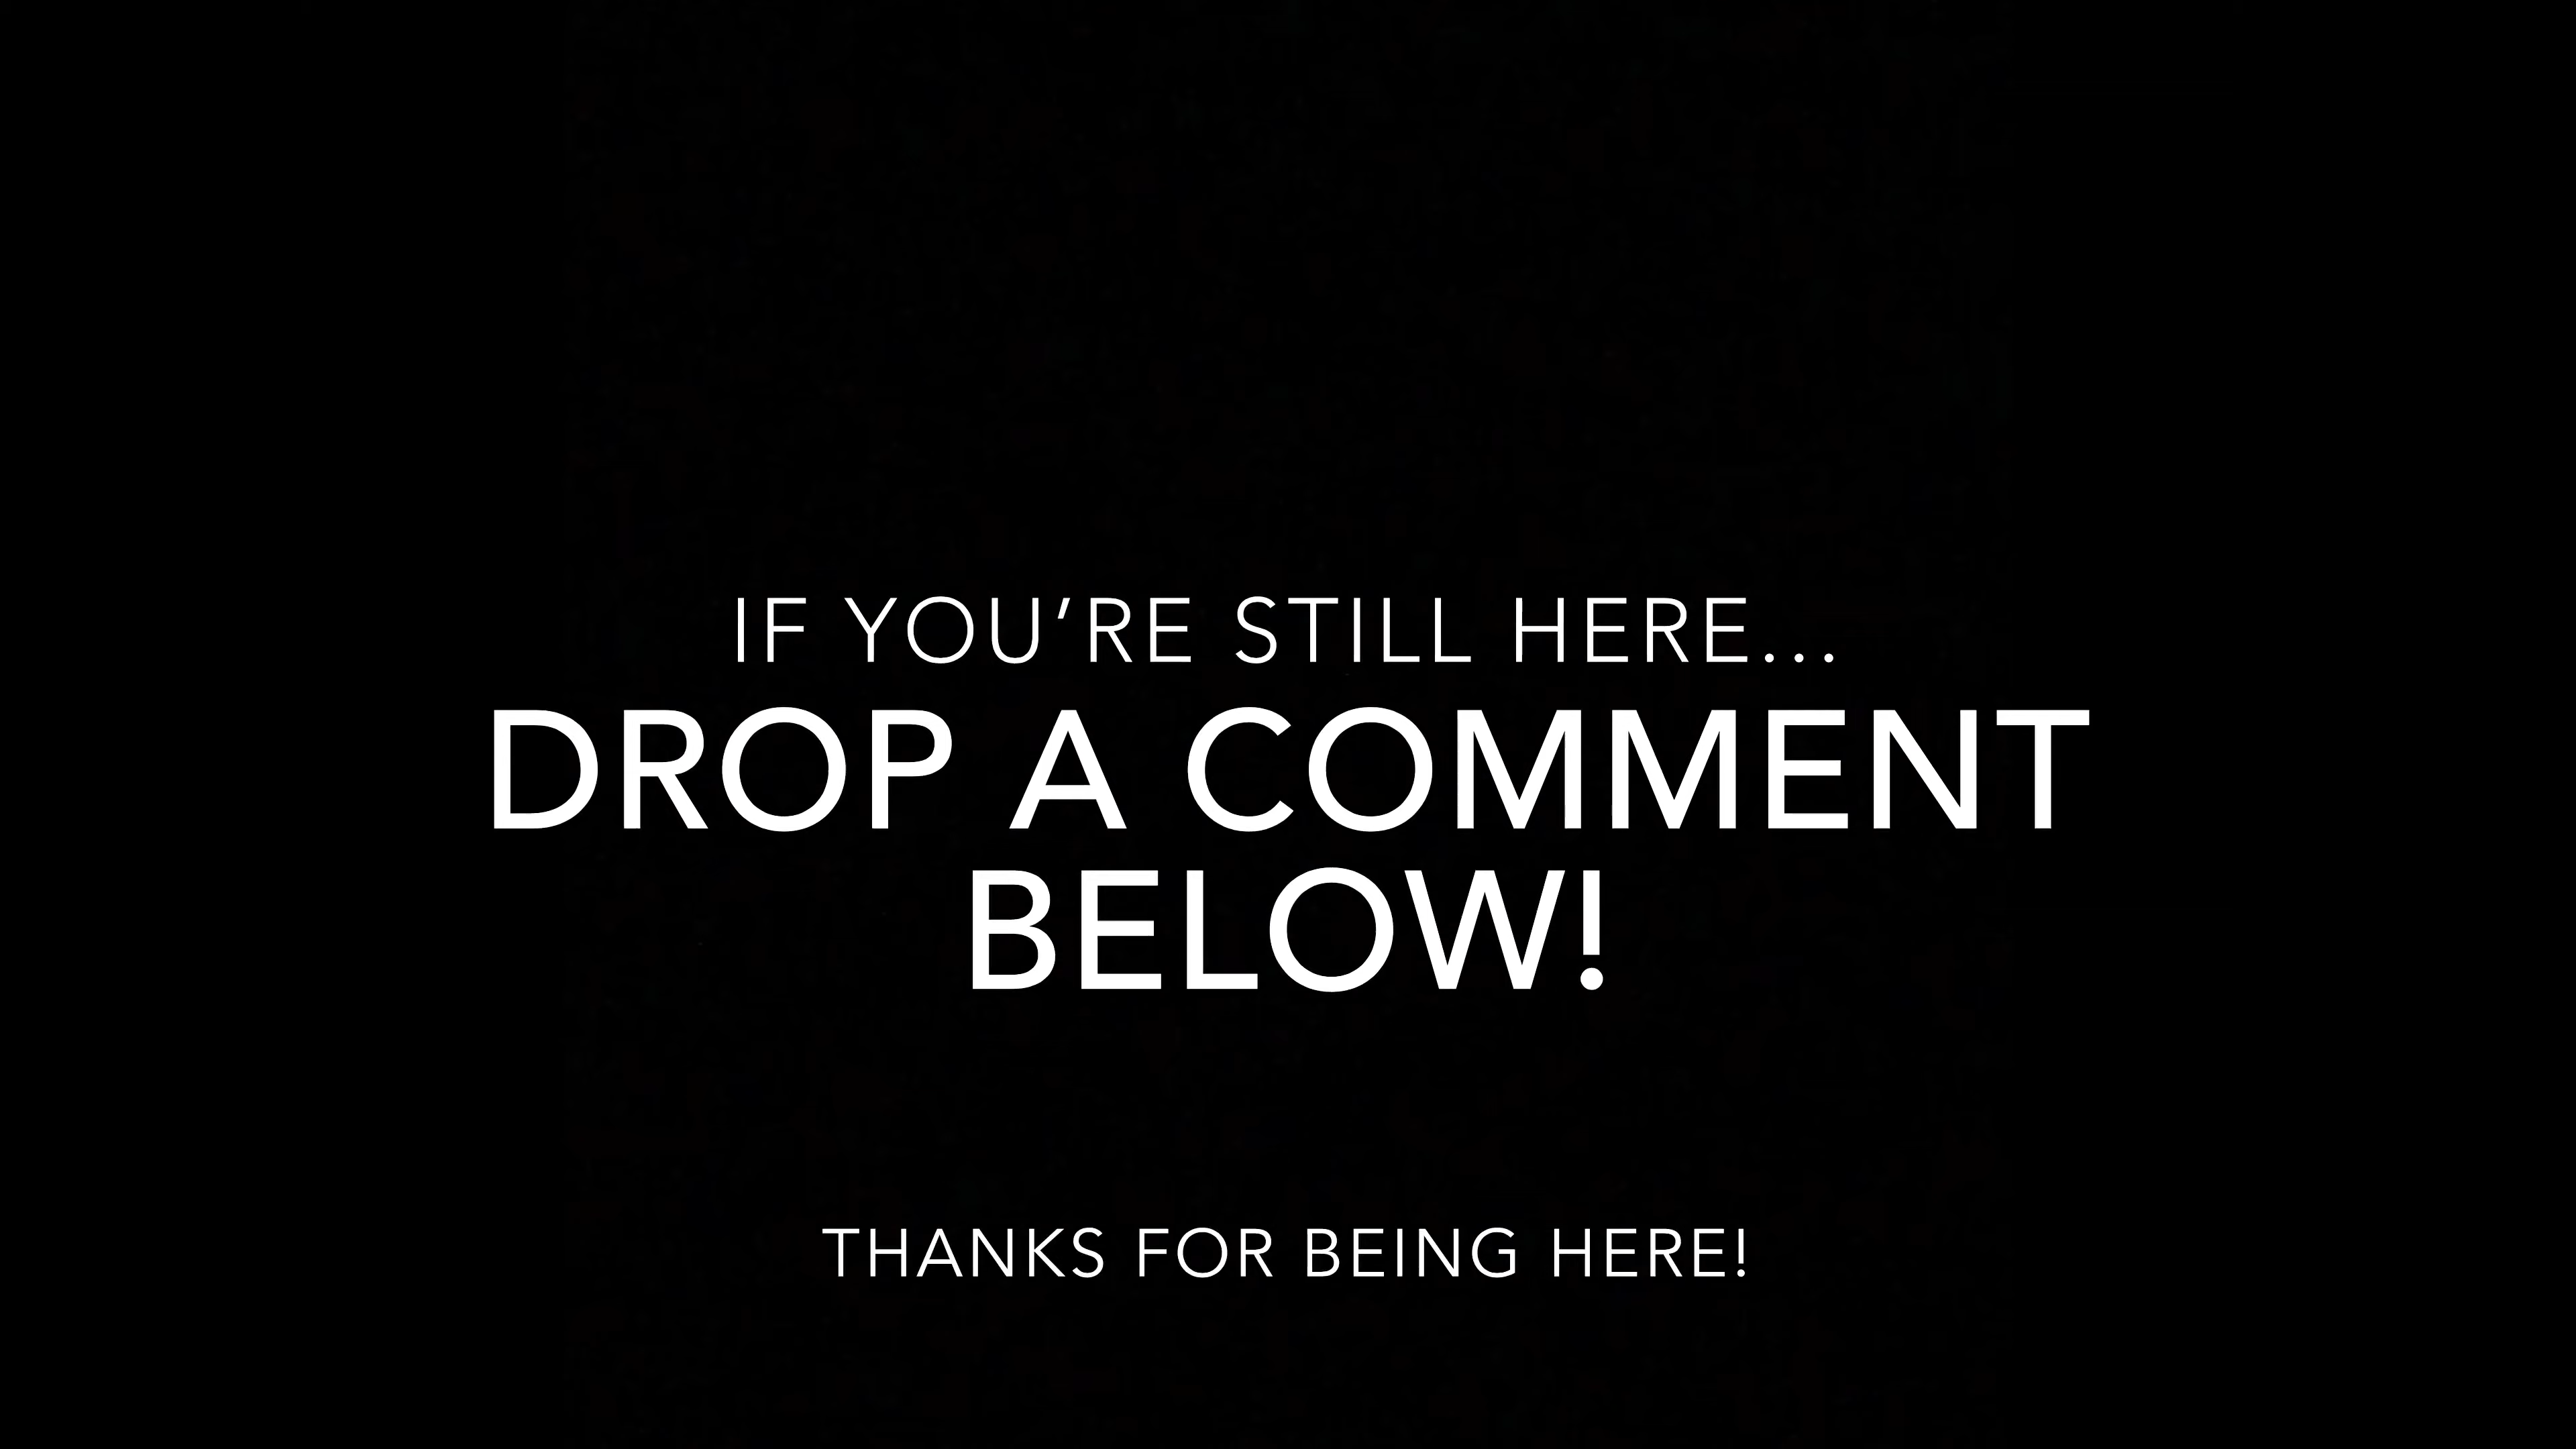 IF YOU’RE STILL HERE...
DROP A COMMENT
BELOW!
THANKS FOR BEING HERE!